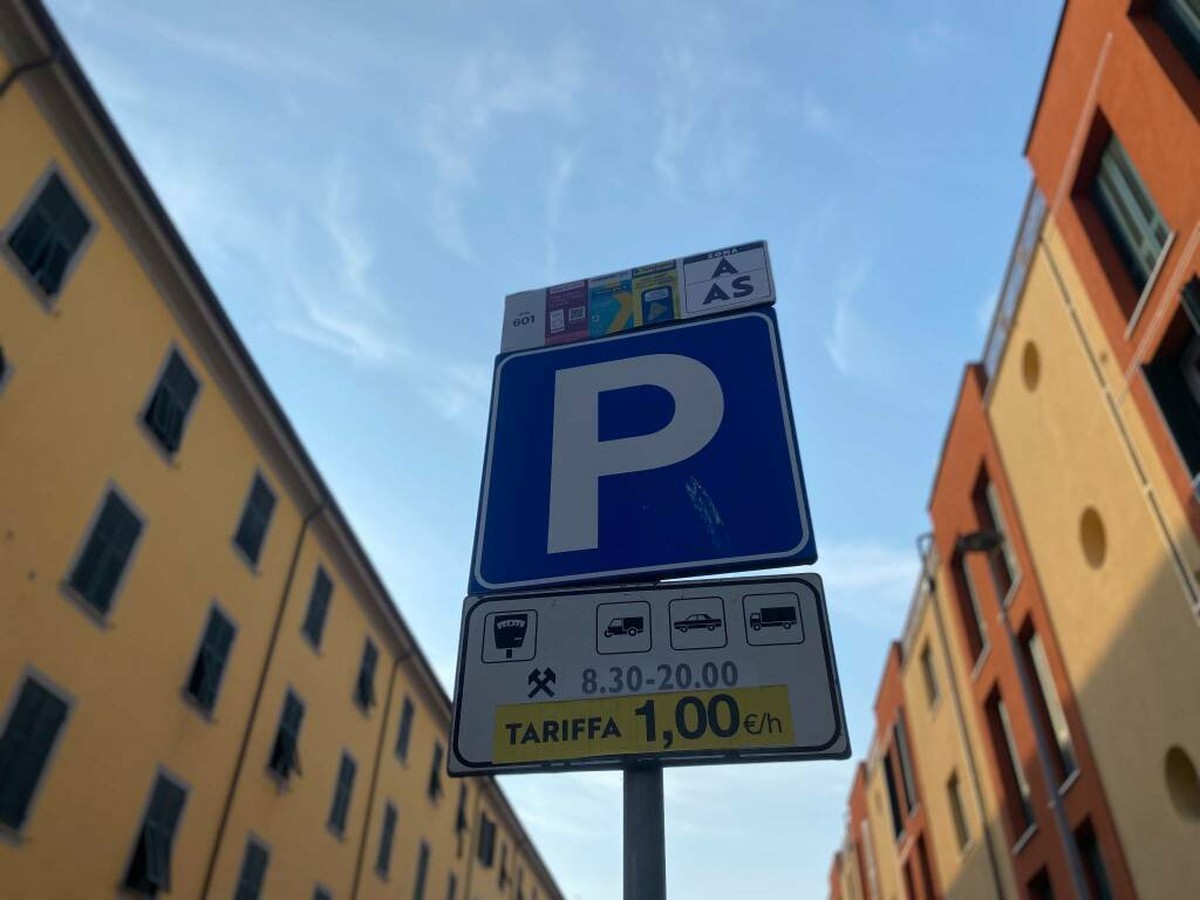 ZONA
A
AS
601
P
8.30-20.00
TARIFFA 1,00 €/h